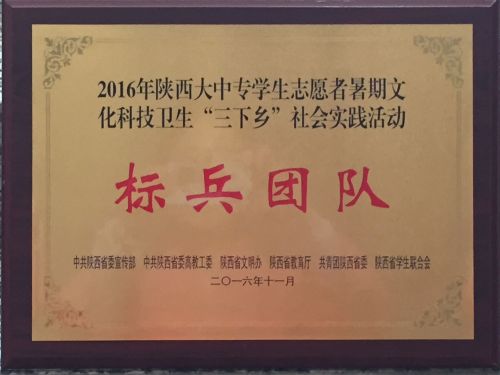 2016年陕西大中专学生志愿者暑期文
化科技卫生“三下乡”社会实践活动
标兵团队
中共陕西省委宣传部 中共陕西省委高教工委 陕西省文明办 陕西省教育厅 共青团陕西省委 陕西省学生联合会
二〇一六年十一月